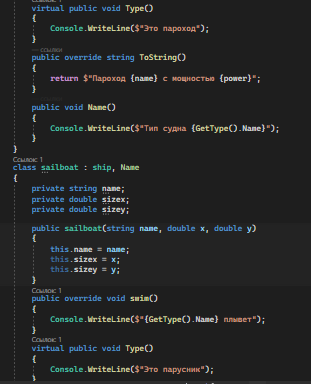 Ссылок: 1
virtual public void Type()
{
Console.WriteLine($"Это пароход");
}
ссылки
public override string ToString()
{
return $"Пароход {name} с мощностью {power}";
}
public void Name()
{
Console.WriteLine($"Тип судна {GetType().Name}");
}
}
Ссылок: 1
class sailboat : ship, Name
{
private string name;
private double sizex;
private double sizey;
public sailboat(string name, double x, double y)
{
this.name = name;
this.sizex = x;
this.sizey = y;
}
Ссылок: 1
public override void swim()
{
Console.WriteLine($"{GetType().Name} плывет");
}
Ссылок: 1
virtual public void Type()
{
Console.WriteLine($"Это парусник");
}